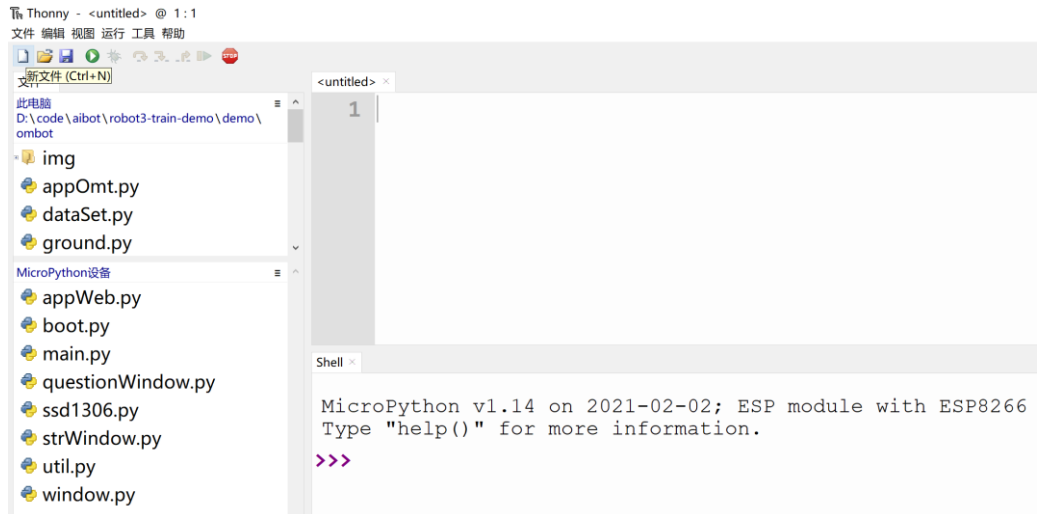 Thonny - <untitled> @ 1:1
文件 编辑 视图 运行 工具 帮助
STOP
新文件 (Ctrl+N)
<untitled> ×
此电脑
D:\code\aibot\robot3-train-demo\demo\
ombot
img
appOmt.py
dataSet.py
ground.py
1
MicroPython设备
appWeb.py
boot.py
main.py
questionWindow.py
ssd1306.py
strWindow.py
util.py
window.py
Shell ×
MicroPython v1.14 on 2021-02-02; ESP module with ESP8266
Type "help()" for more information.
>>>